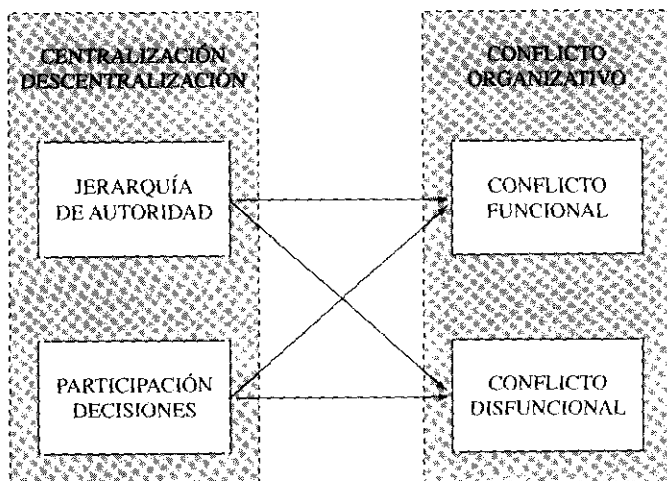 CENTRALIZACIÓN
DESCENTRALIZACIÓN
JERARQUÍA
DE AUTORIDAD
PARTICIPACIÓN
DECISIONES
CONFLICTO
ORGANIZATIVO
CONFLICTO
FUNCIONAL
CONFLICTO
DISFUNCIONAL